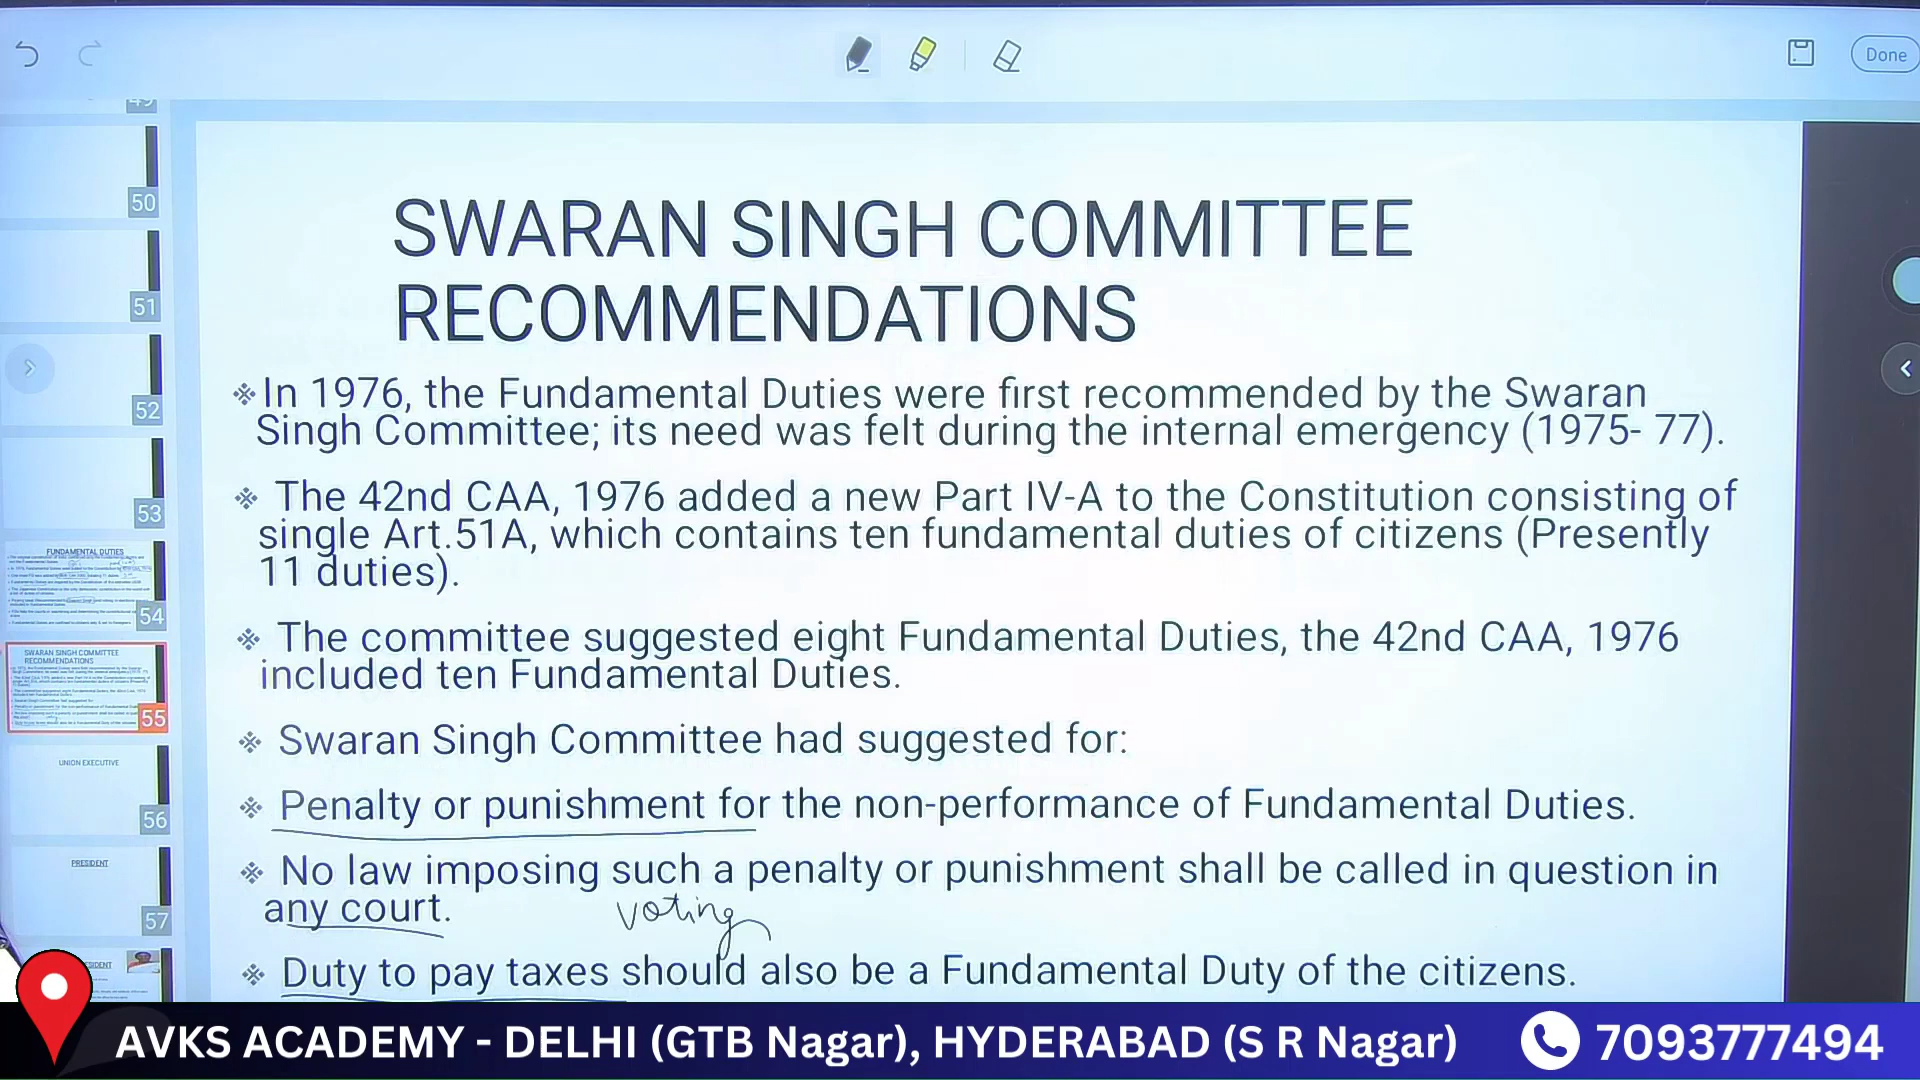 Done
49
50
51
52
53
FUNDAMENTAL DUTIES
54
SWARAN SINGH COMMITTEE
RECOMMENDATIONS
55
UNION EXECUTIVE
56
PRESIDENT
57
SWARAN SINGH COMMITTEE
RECOMMENDATIONS
❖In 1976, the Fundamental Duties were first recommended by the Swaran
Singh Committee; its need was felt during the internal emergency (1975- 77).
❖ The 42nd CAA, 1976 added a new Part IV-A to the Constitution consisting of
single Art.51A, which contains ten fundamental duties of citizens (Presently
11 duties).
❖ The committee suggested eight Fundamental Duties, the 42nd CAA, 1976
included ten Fundamental Duties.
❖ Swaran Singh Committee had suggested for:
❖ Penalty or punishment for the non-performance of Fundamental Duties.
❖ No law imposing such a penalty or punishment shall be called in question in
any court.
voting
❖ Duty to pay taxes should also be a Fundamental Duty of the citizens.
AVKS ACADEMY - DELHI (GTB Nagar), HYDERABAD (S R Nagar)
7093777494